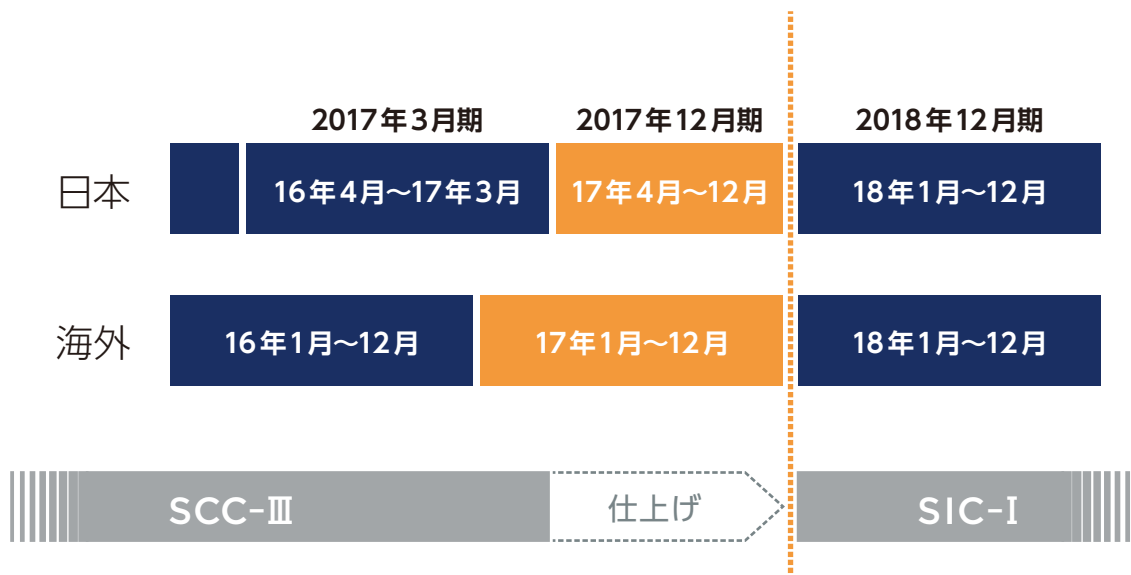 2017年3月期
2017年12月期
2018年12月期
日本
16年4月～17年3月
17年4月～12月
18年1月～12月
海外
16年1月～12月
17年1月～12月
18年1月～12月
SCC-Ⅲ
仕上げ
SIC-Ⅰ